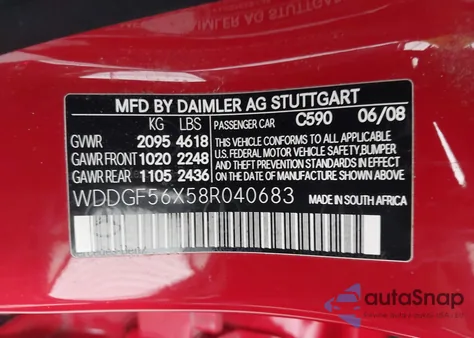 MFD BY DAIMLER AG STUTTGART
KG LBS PASSENGER CAR C590 06/08
GVWR 2095 4618 THIS VEHICLE CONFORMS TO ALL APPLICABLE
GAWR FRONT 1020 2248 U.S. FEDERAL MOTOR VEHICLE SAFETY,BUMPER
GAWR REAR 1105 2436 AND THEFT PREVENTION STANDARDS IN EFFECT
ON THE DATE OF MANUFACTURE SHOWN ABOVE.
WDDGF56X58R040683 MADE IN SOUTH AFRICA
autoSnap